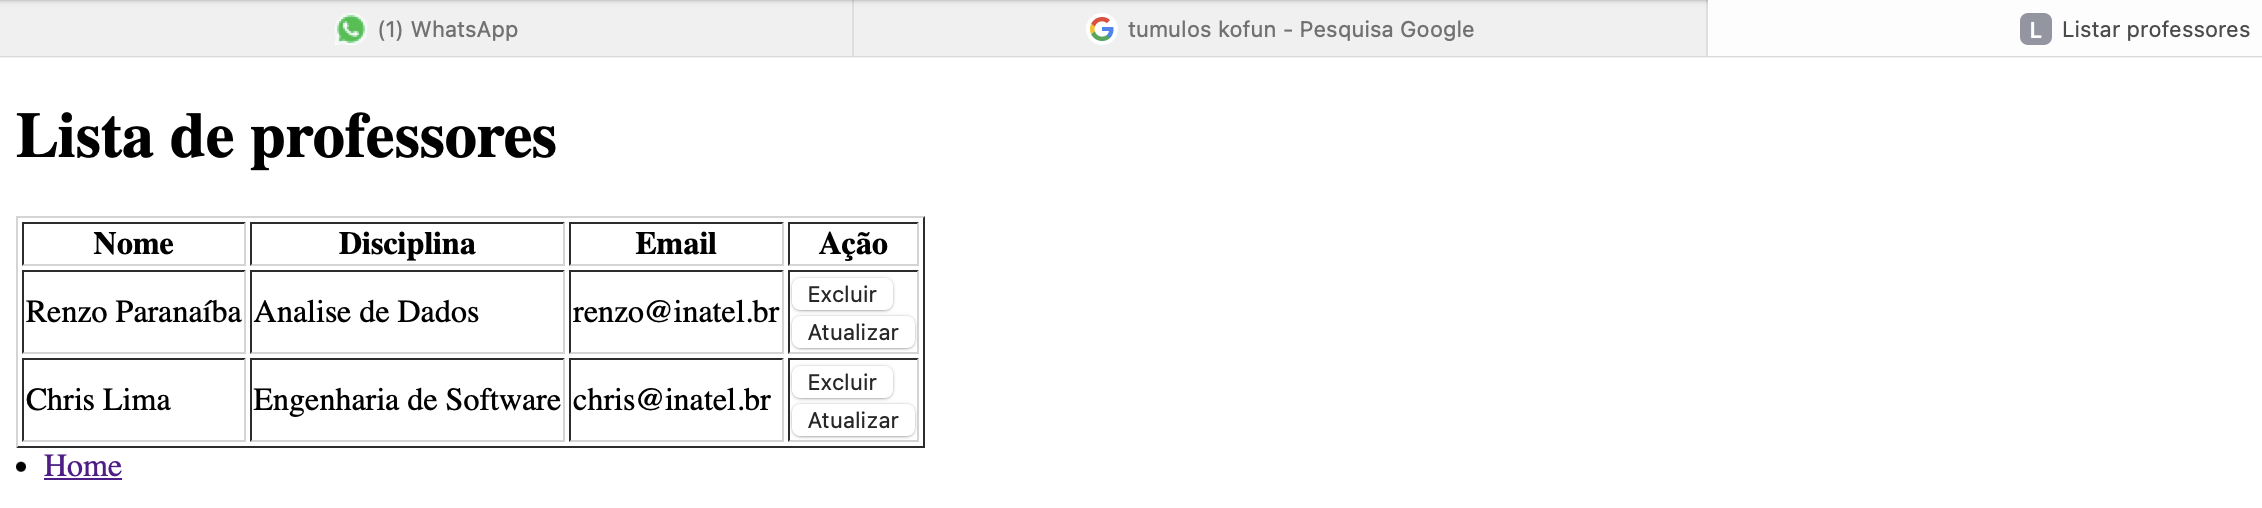 (1) WhatsApp
tumulos kofun - Pesquisa Google
L Listar professores
Lista de professores
Nome Disciplina Email Ação
Renzo Paranaíba Analise de Dados renzo@inatel.br Excluir
Atualizar
Chris Lima Engenharia de Software chris@inatel.br Excluir
Atualizar
Home